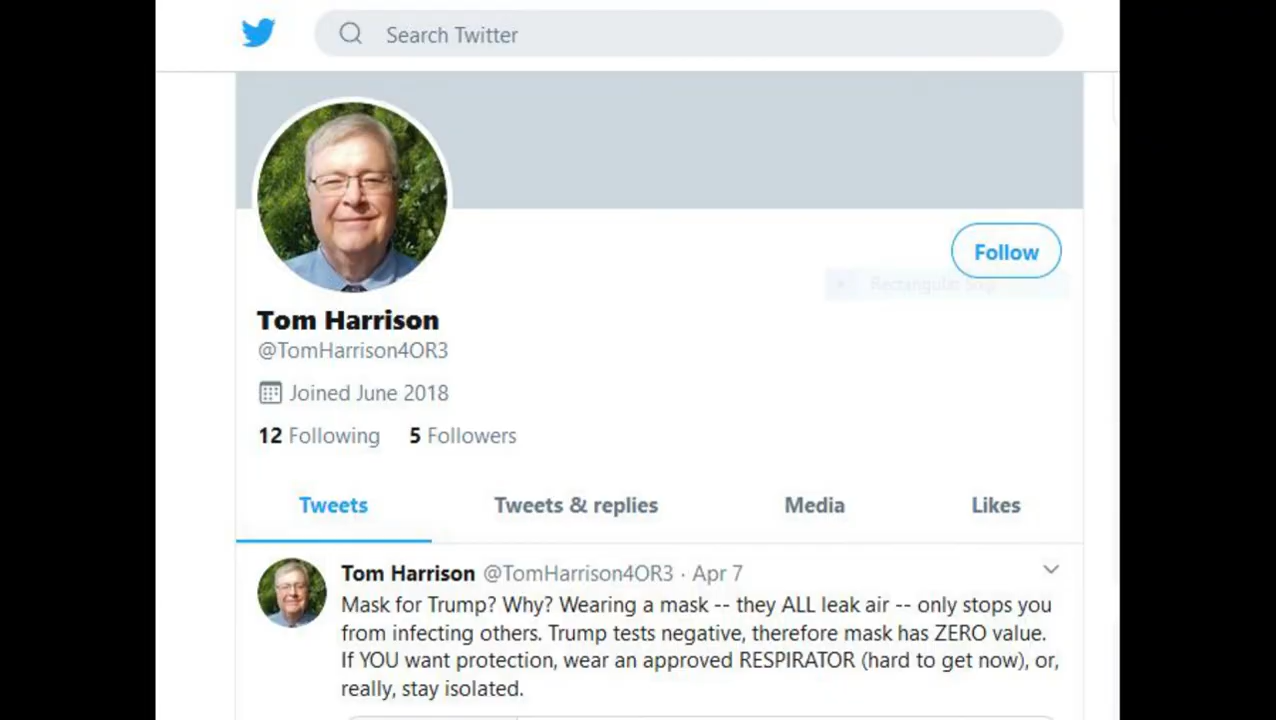 Search Twitter
Follow
Rectangular Snip
Tom Harrison
@TomHarrison4OR3
Joined June 2018
12 Following 5 Followers
Tweets Tweets & replies Media Likes
Tom Harrison @TomHarrison4OR3 · Apr 7
Mask for Trump? Why? Wearing a mask -- they ALL leak air -- only stops you
from infecting others. Trump tests negative, therefore mask has ZERO value.
If YOU want protection, wear an approved RESPIRATOR (hard to get now), or,
really, stay isolated.